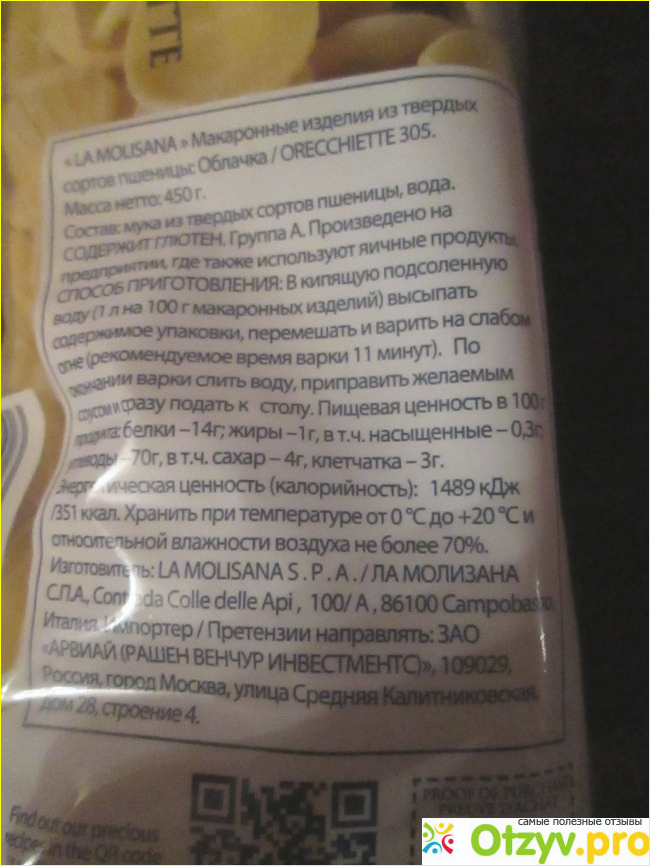 TTE
« LA MOLISANA » Макаронные изделия из твердых
сортов пшеницы: Облачка / ORECCHIETTE 305.
Масса нетто: 450 г.
Состав: мука из твердых сортов пшеницы, вода.
СОДЕРЖИТ ГЛЮТЕН. Группа А. Произведено на
предприятии, где также используют яичные продукты.
СПОСОБ ПРИГОТОВЛЕНИЯ: В кипящую подсоленную
воду (1 л на 100 г макаронных изделий) высыпать
содержимое упаковки, перемешать и варить на слабом
огне (рекомендуемое время варки 11 минут). По
окончании варки слить воду, приправить желаемым
соусом и сразу подать к столу. Пищевая ценность в 100 г
продукта: белки –14г; жиры –1г, в т.ч. насыщенные – 0,3г;
углеводы –70г, в т.ч. сахар – 4г, клетчатка – 3г.
Энергетическая ценность (калорийность): 1489 кДж
/351 ккал. Хранить при температуре от 0 °C до +20 °C и
относительной влажности воздуха не более 70%.
Изготовитель: LA MOLISANA S . P . A . / ЛА МОЛИЗАНА
С.П.А., Contrada Colle delle Api , 100/ A , 86100 Campobasso
Италия. Импортер / Претензии направлять: ЗАО
«АРВИАЙ (РАШЕН ВЕНЧУР ИНВЕСТМЕНТС)», 109029,
Россия, город Москва, улица Средняя Калитниковская,
дом 28, строение 4.
Find out our precious
recipes in the QR code
PROOF OF PURCHASE
PREUVE D'ACHAT
самые полезные отзывы
Otzyv.pro